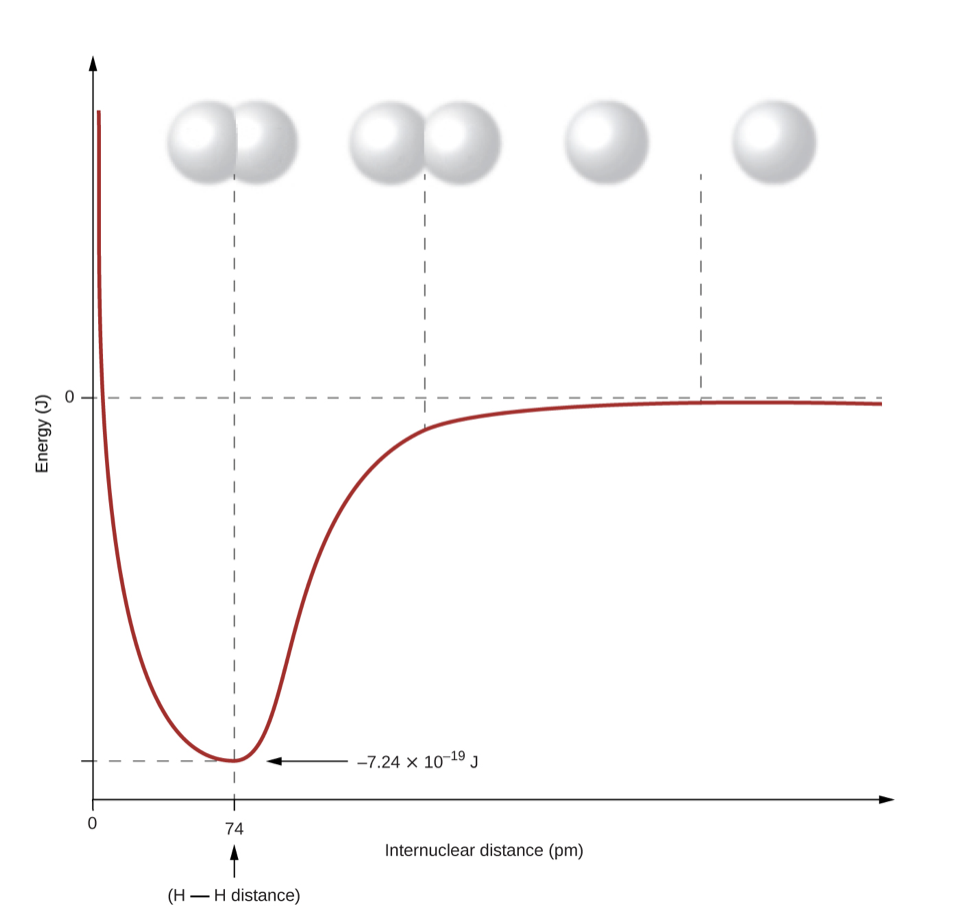 0
Energy (J)
–7.24 × 10⁻¹⁹ J
0
74
Internuclear distance (pm)
(H — H distance)